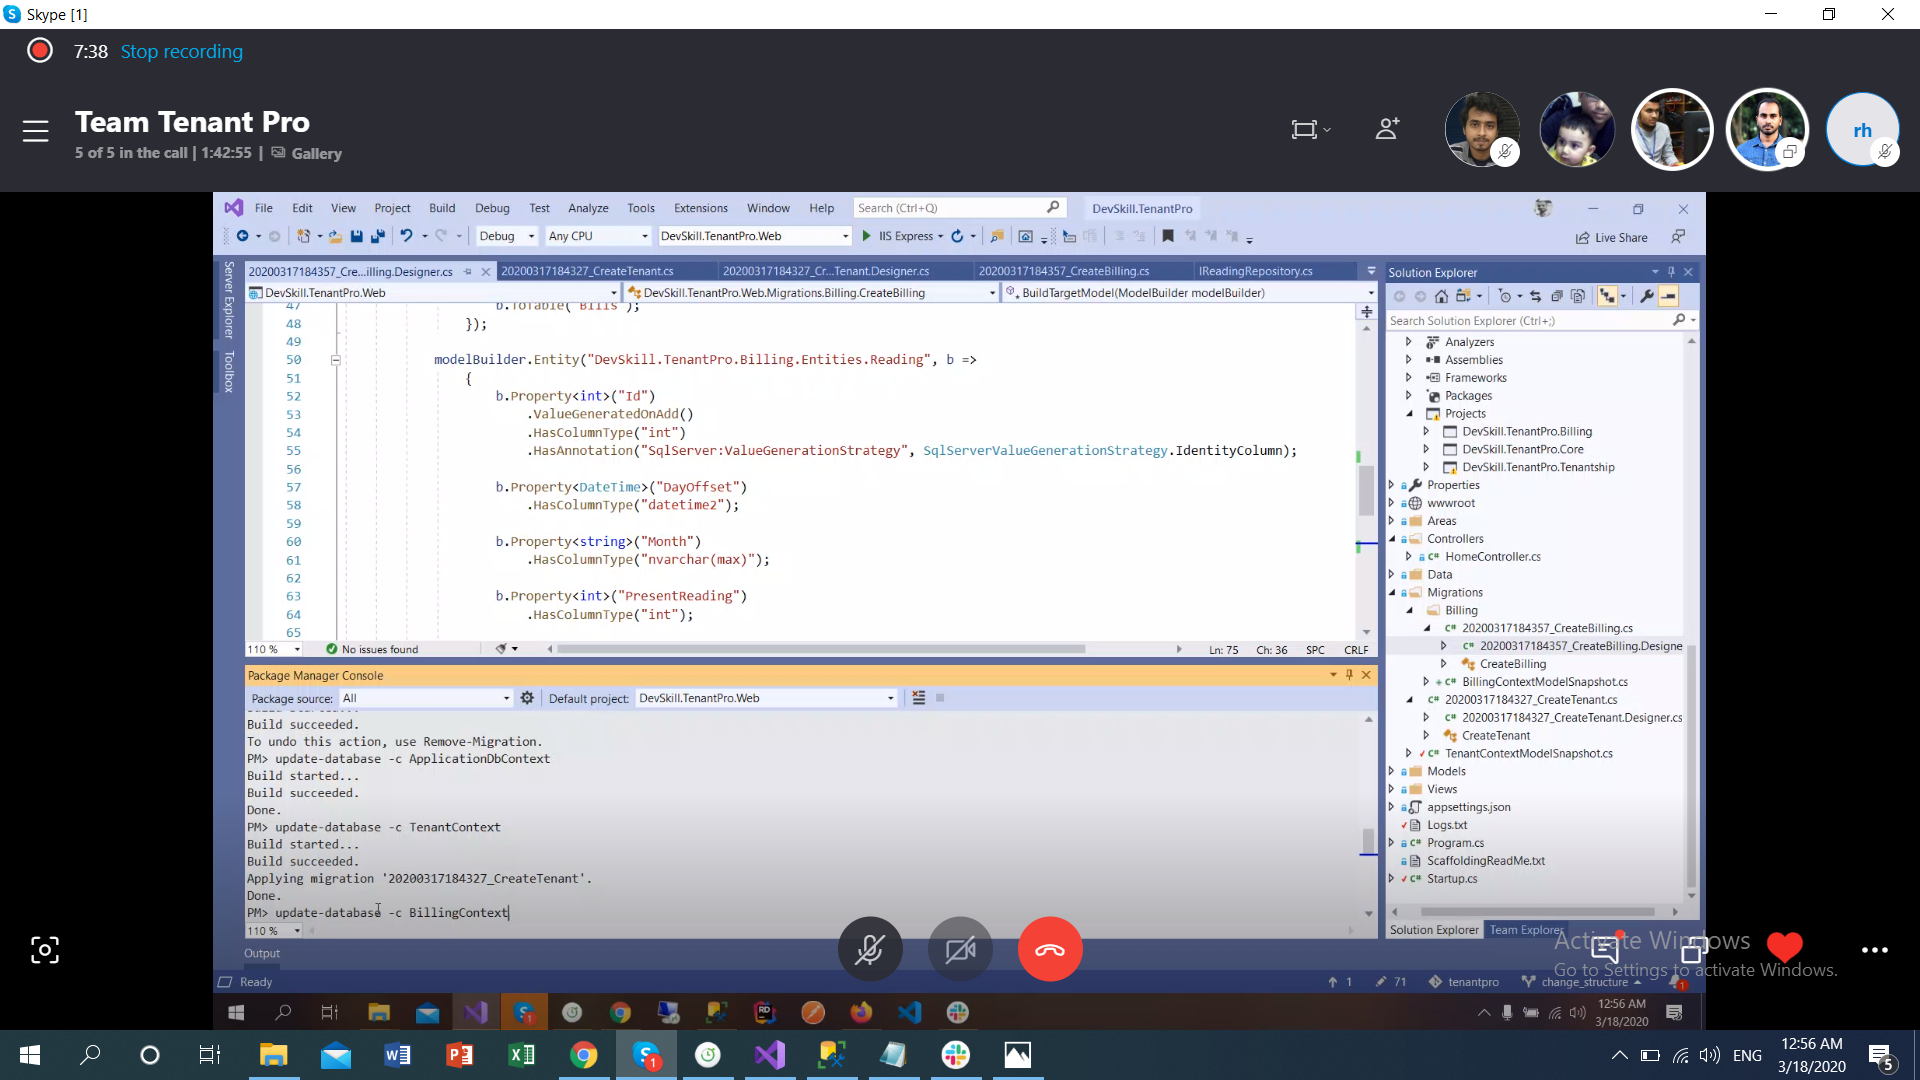 Skype [1]
7:38 Stop recording
Team Tenant Pro
5 of 5 in the call | 1:42:55 | Gallery
rh
File Edit View Project Build Debug Test Analyze Tools Extensions Window Help Search (Ctrl+Q) DevSkill.TenantPro
Debug Any CPU DevSkill.TenantPro.Web IIS Express Live Share
Server Explorer
Toolbox
20200317184357_Cre...illing.Designer.cs 20200317184327_CreateTenant.cs 20200317184327_Cr...Tenant.Designer.cs 20200317184357_CreateBilling.cs IReadingRepository.cs
DevSkill.TenantPro.Web DevSkill.TenantPro.Web.Migrations.Billing.CreateBilling BuildTargetModel(ModelBuilder modelBuilder)
47 b.ToTable("Bills");
48 });
49
50 modelBuilder.Entity("DevSkill.TenantPro.Billing.Entities.Reading", b =>
51 {
52 b.Property<int>("Id")
53 .ValueGeneratedOnAdd()
54 .HasColumnType("int")
55 .HasAnnotation("SqlServer:ValueGenerationStrategy", SqlServerValueGenerationStrategy.IdentityColumn);
56
57 b.Property<DateTime>("DayOffset")
58 .HasColumnType("datetime2");
59
60 b.Property<string>("Month")
61 .HasColumnType("nvarchar(max)");
62
63 b.Property<int>("PresentReading")
64 .HasColumnType("int");
65
110 % No issues found Ln: 75 Ch: 36 SPC CRLF
Package Manager Console
Package source: All Default project: DevSkill.TenantPro.Web
Build succeeded.
To undo this action, use Remove-Migration.
PM> update-database -c ApplicationDbContext
Build started...
Build succeeded.
Done.
PM> update-database -c TenantContext
Build started...
Build succeeded.
Applying migration '20200317184327_CreateTenant'.
Done.
PM> update-database -c BillingContext
110 %
Output
Ready 1 71 tenantpro change_structure 1
Solution Explorer
Search Solution Explorer (Ctrl+;)
Analyzers
Assemblies
Frameworks
Packages
Projects
DevSkill.TenantPro.Billing
DevSkill.TenantPro.Core
DevSkill.TenantPro.Tenantship
Properties
wwwroot
Areas
Controllers
HomeController.cs
Data
Migrations
Billing
20200317184357_CreateBilling.cs
20200317184357_CreateBilling.Designe
CreateBilling
BillingContextModelSnapshot.cs
20200317184327_CreateTenant.cs
20200317184327_CreateTenant.Designer.cs
CreateTenant
TenantContextModelSnapshot.cs
Models
Views
appsettings.json
Logs.txt
Program.cs
ScaffoldingReadMe.txt
Startup.cs
Solution Explorer Team Explorer
Activate Windows
Go to Settings to activate Windows.
12:56 AM
3/18/2020
ENG
12:56 AM
3/18/2020
5